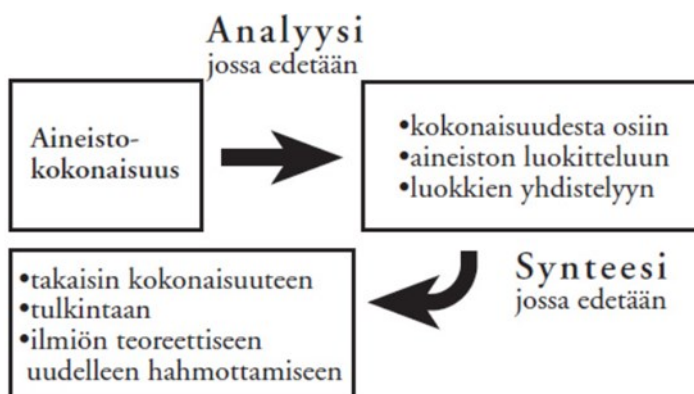 Analyysi
jossa edetään
Aineisto-
kokonaisuus
•kokonaisuudesta osiin
•aineiston luokitteluun
•luokkien yhdistelyyn
Synteesi
jossa edetään
•takaisin kokonaisuuteen
•tulkintaan
•ilmiön teoreettiseen
uudelleen hahmottamiseen